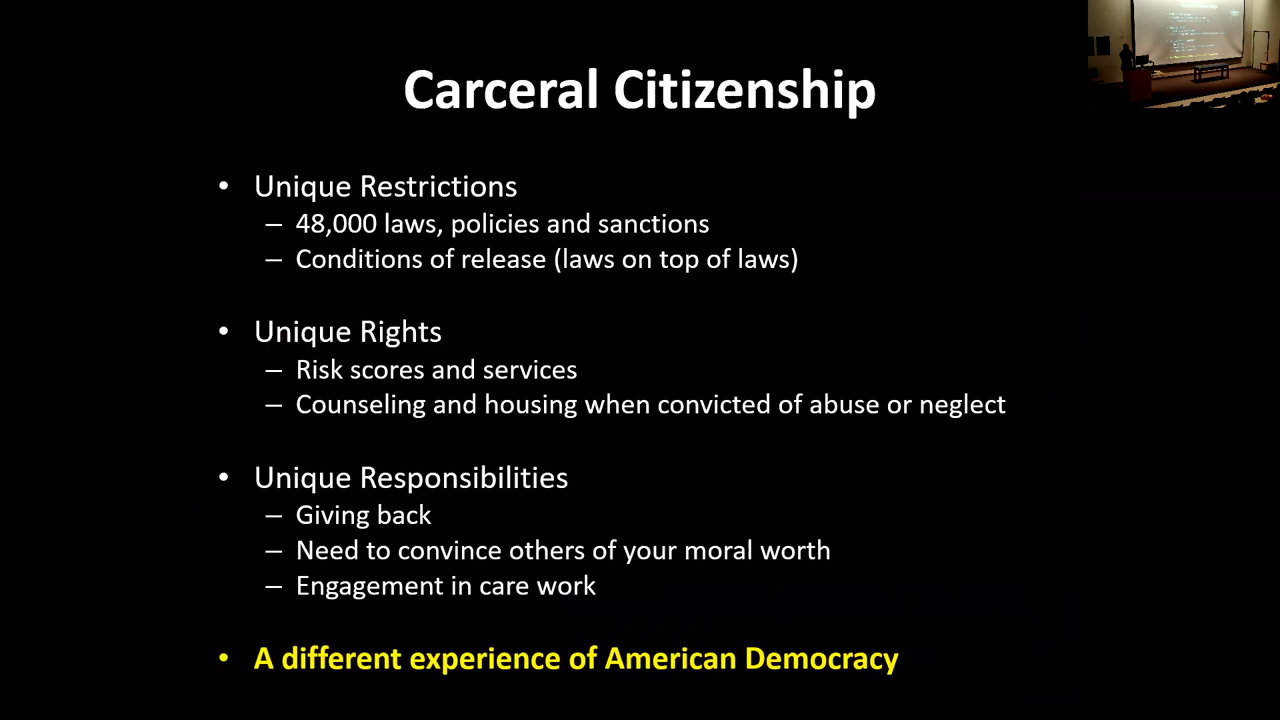 Carceral Citizenship
• Unique Restrictions
– 48,000 laws, policies and sanctions
– Conditions of release (laws on top of laws)
• Unique Rights
– Risk scores and services
– Counseling and housing when convicted of abuse or neglect
• Unique Responsibilities
– Giving back
– Need to convince others of your moral worth
– Engagement in care work
• A different experience of American Democracy